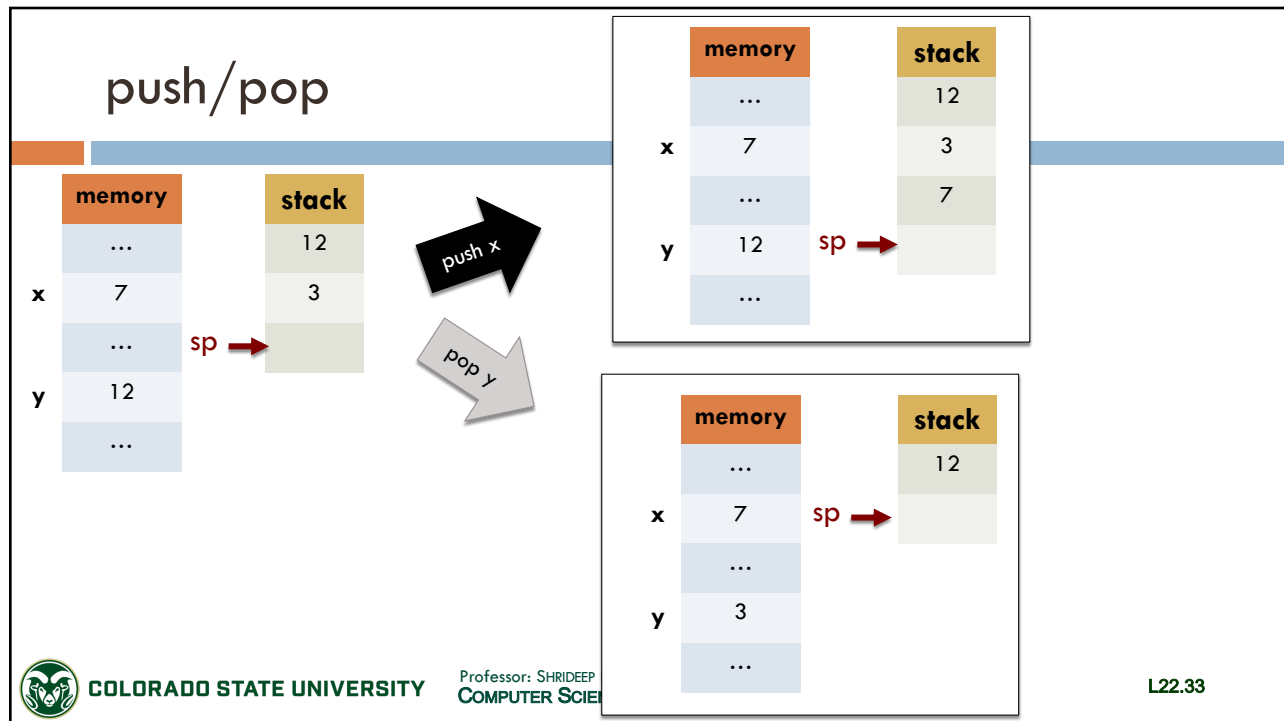 push/pop
memory stack
... 12
x 7 3
... sp
y 12
...
push x
pop y
memory stack
... 12
x 7 3
... 7
y 12 sp
...
memory stack
... 12
x 7 sp
...
y 3
...
COLORADO STATE UNIVERSITY
Professor: SHRIDEEP
COMPUTER
L22.33